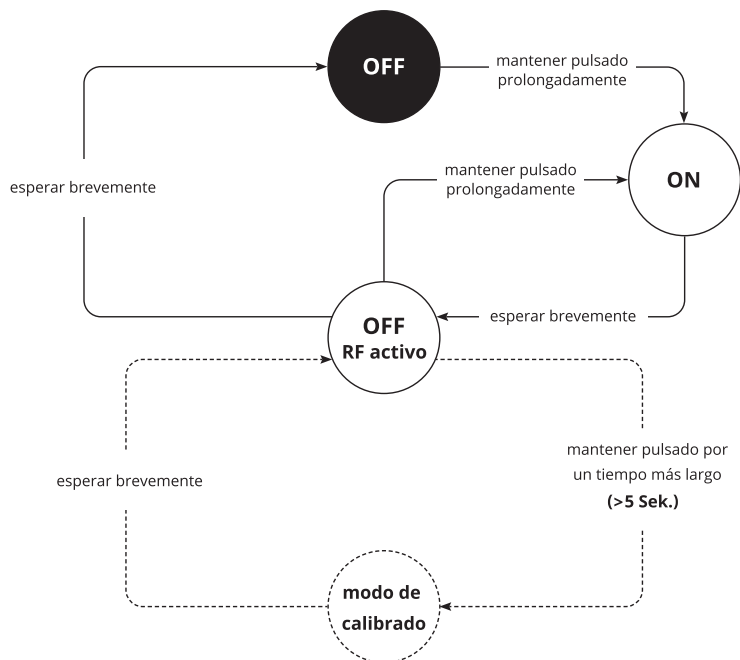 OFF
mantener pulsado
prolongadamente
mantener pulsado
prolongadamente
ON
esperar brevemente
esperar brevemente
OFF
RF activo
mantener pulsado por
un tiempo más largo
(>5 Sek.)
esperar brevemente
modo de
calibrado